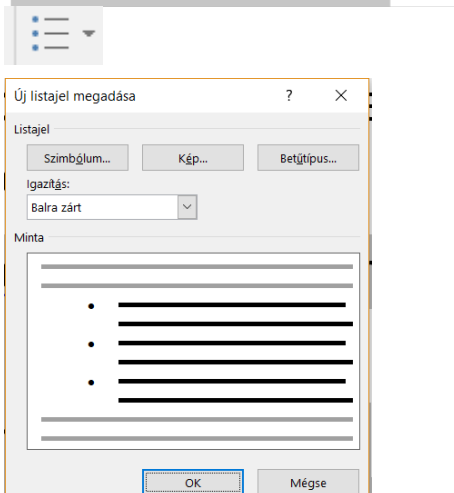 Új listajel megadása ? ×
Listajel
Szimbólum... Kép... Betűtípus...
Igazítás:
Balra zárt
Minta
OK Mégse